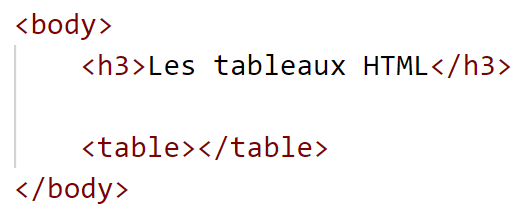 <body>
<h3>Les tableaux HTML</h3>
<table></table>
</body>